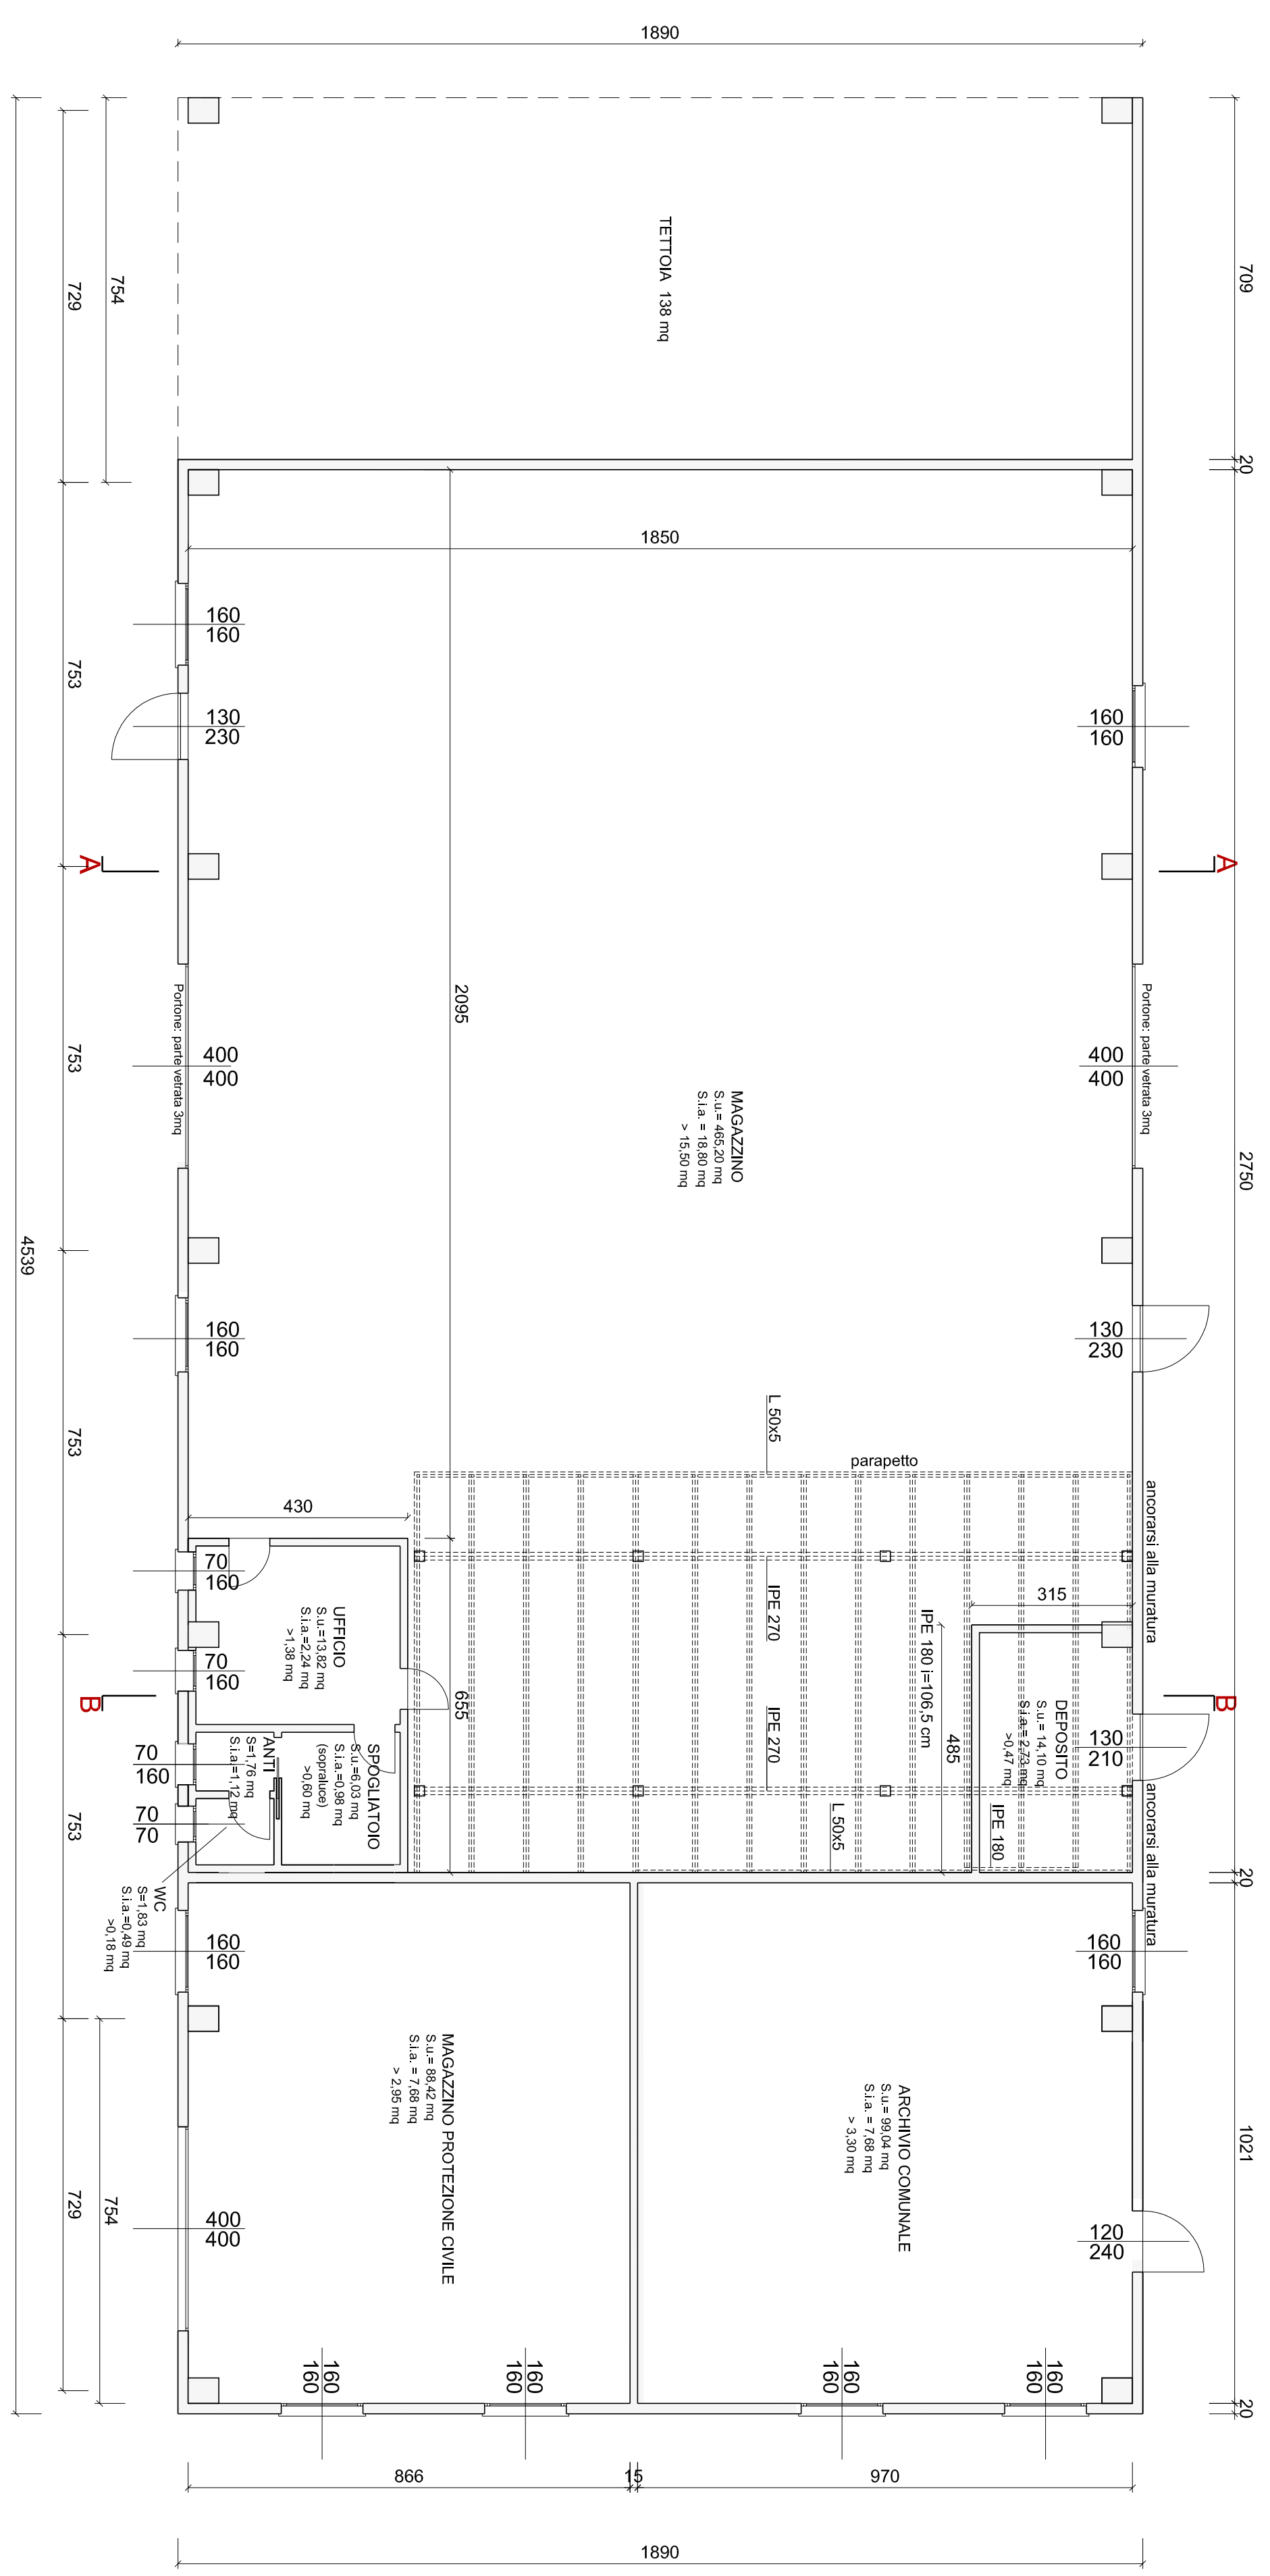 1890
709
754
729
TETTOIA 138 mq
20
1850
160
160
753
130
230
160
160
A
A
2095
Portone: parte vetrata 3mq
Portone: parte vetrata 3mq
400
400
400
400
753
MAGAZZINO
S.u.= 465,20 mq
S.i.a. = 18,80 mq
> 15,50 mq
2750
4539
160
160
130
230
L 50x5
753
parapetto
ancorarsi alla muratura
430
70
160
UFFICIO
S.u.=13,82 mq
S.i.a.=2,24 mq
>1,38 mq
IPE 270
IPE 180 i=106,5 cm
315
70
160
B
B
655
IPE 270
485
DEPOSITO
S.u.= 14,10 mq
S.i.a.= 2,73 mq
>0,47 mq
130
210
ANTI
S=1,76 mq
S.i.a.=1,12 mq
SPOGLIATOIO
S.u.=6,03 mq
S.i.a.=0,98 mq
(sopraluce)
>0,60 mq
70
160
70
70
753
L 50x5
IPE 180
ancorarsi alla muratura
20
WC
S=1,83 mq
S.i.a.=0,49 mq
>0,18 mq
160
160
160
160
MAGAZZINO PROTEZIONE CIVILE
S.u.= 88,42 mq
S.i.a. = 7,68 mq
> 2,95 mq
ARCHIVIO COMUNALE
S.u.= 99,04 mq
S.i.a. = 7,68 mq
> 3,30 mq
1021
729
754
400
400
120
240
160
160
160
160
160
160
160
160
20
866
15
970
1890